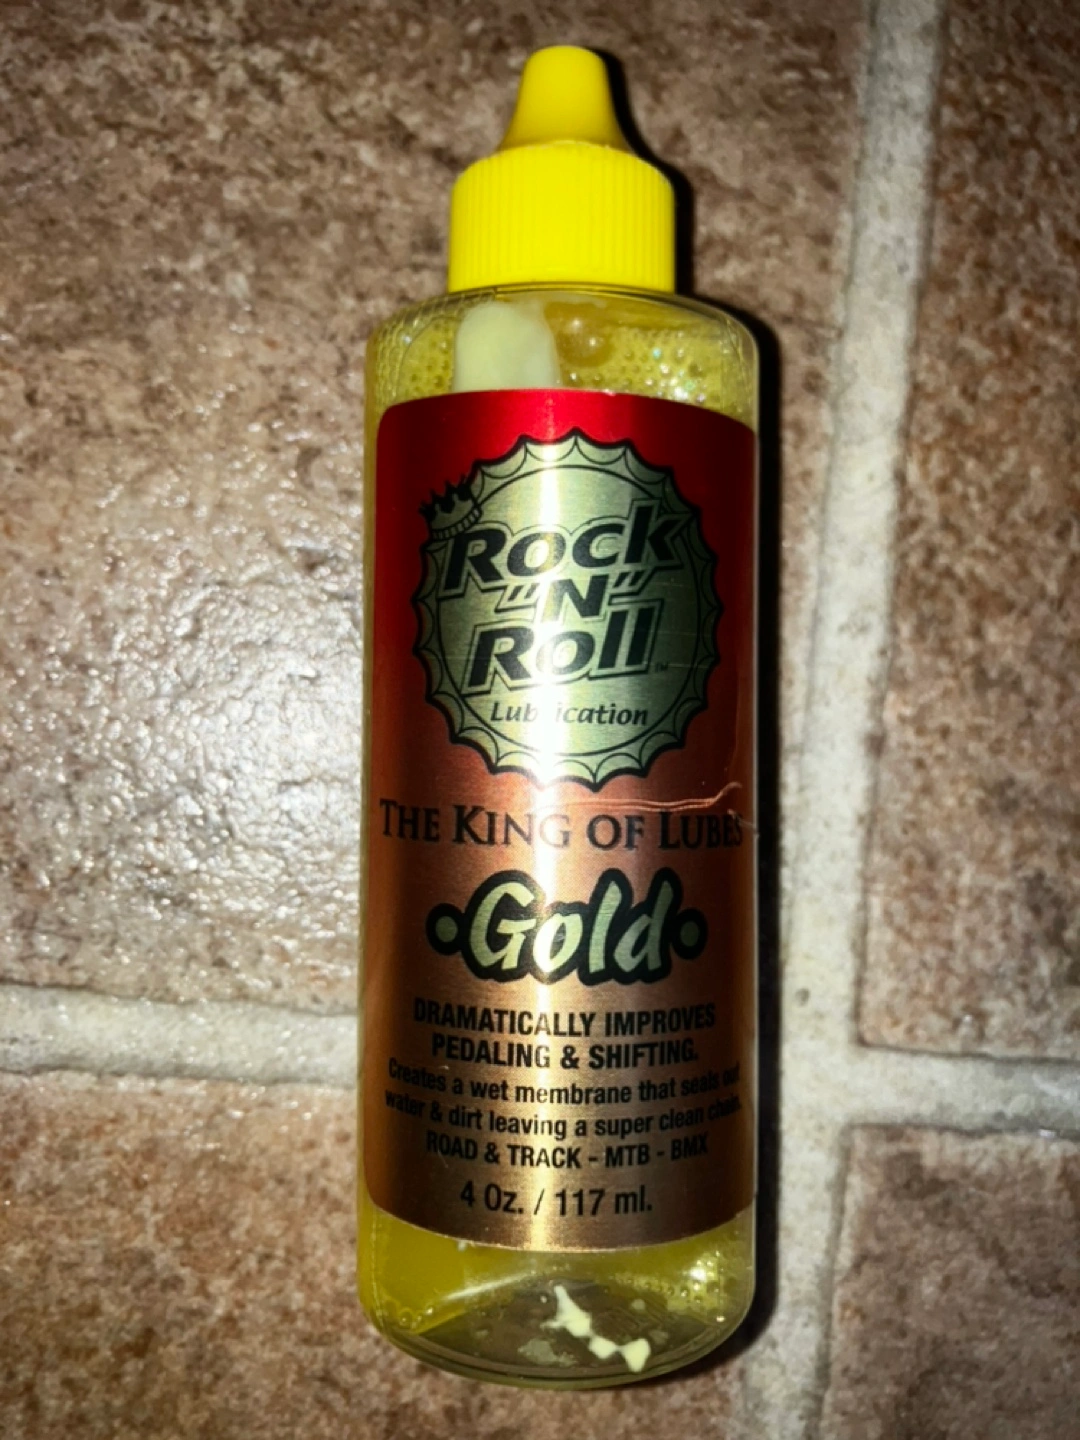 Rock
"N"
Roll™
Lubrication
THE KING OF LUBES
Gold
DRAMATICALLY IMPROVES
PEDALING & SHIFTING.
Creates a wet membrane that seals out
water & dirt leaving a super clean chain.
ROAD & TRACK - MTB - BMX
4 Oz. / 117 ml.